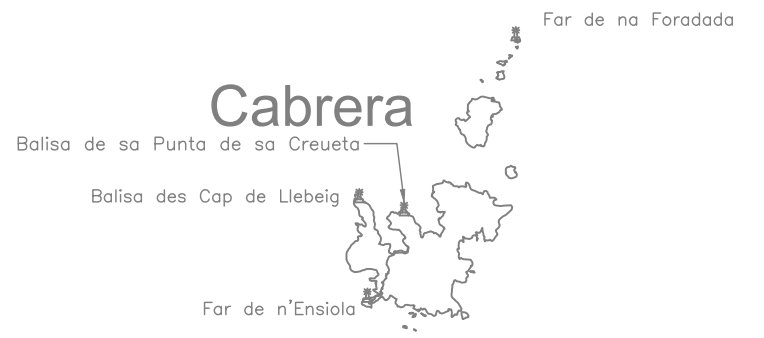 Far de na Foradada
Cabrera
Balisa de sa Punta de sa Creueta
Balisa des Cap de Llebeig
Far de n'Ensiola